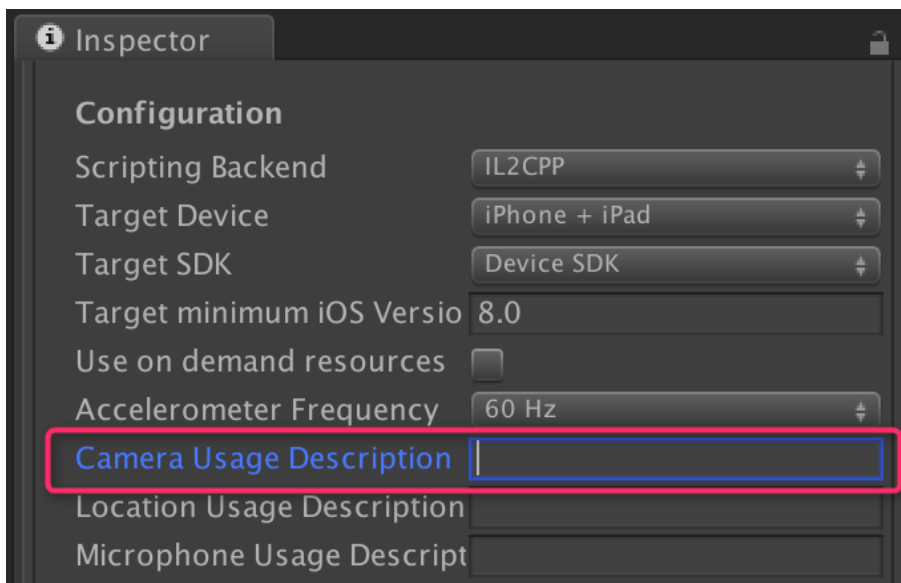 Inspector
Configuration
Scripting Backend IL2CPP
Target Device iPhone + iPad
Target SDK Device SDK
Target minimum iOS Versio 8.0
Use on demand resources
Accelerometer Frequency 60 Hz
Camera Usage Description
Location Usage Description
Microphone Usage Descript